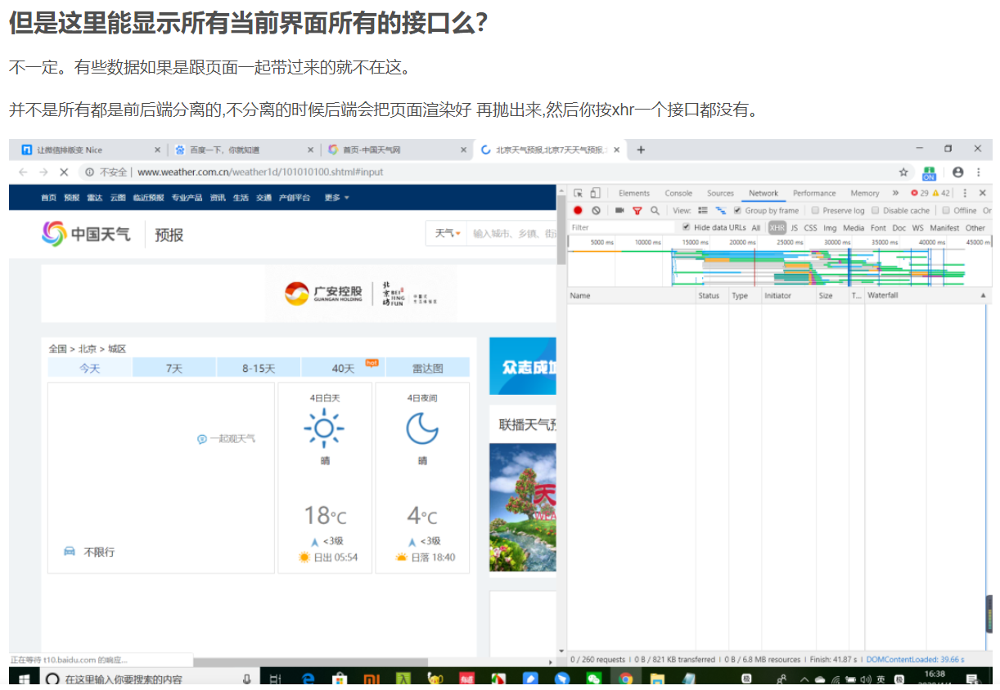 但是这里能显示所有当前界面所有的接口么?
不一定。有些数据如果是跟页面一起带过来的就不在这。
并不是所有都是前后端分离的,不分离的时候后端会把页面渲染好 再抛出来,然后你按xhr一个接口都没有。
让微信排版变 Nice
百度一下，你就知道
首页-中国天气网
北京天气预报,北京7天天气预报,
不安全 | www.weather.com.cn/weather1d/101010100.shtml#input
ON
首页 预报 雷达 云图 临近预报 专业产品 资讯 生活 交通 产创平台 更多
中国天气 预报
天气 输入城市、乡镇、街
广安控股
GUANGAN HOLDING
北京坊
BEI
JING
FUN
全国 > 北京 > 城区
今天 7天 8-15天 40天 hot 雷达图
一起观天气
不限行
4日白天
晴
18°C
<3级
日出 05:54
4日夜间
晴
4°C
<3级
日落 18:40
众志成城
联播天气预
天
正在等待 t10.baidu.com 的响应...
Elements Console Sources Network Performance Memory » 29 42
View: Group by frame Preserve log Disable cache Offline On
Filter Hide data URLs All XHR JS CSS Img Media Font Doc WS Manifest Other
5000 ms 10000 ms 15000 ms 20000 ms 25000 ms 30000 ms 35000 ms 40000 ms 45000 m
Name Status Type Initiator Size T... Waterfall
0 / 260 requests | 0 B / 821 KB transferred | 0 B / 6.8 MB resources | Finish: 41.87 s | DOMContentLoaded: 39.66 s
在这里输入你要搜索的内容
英
16:38